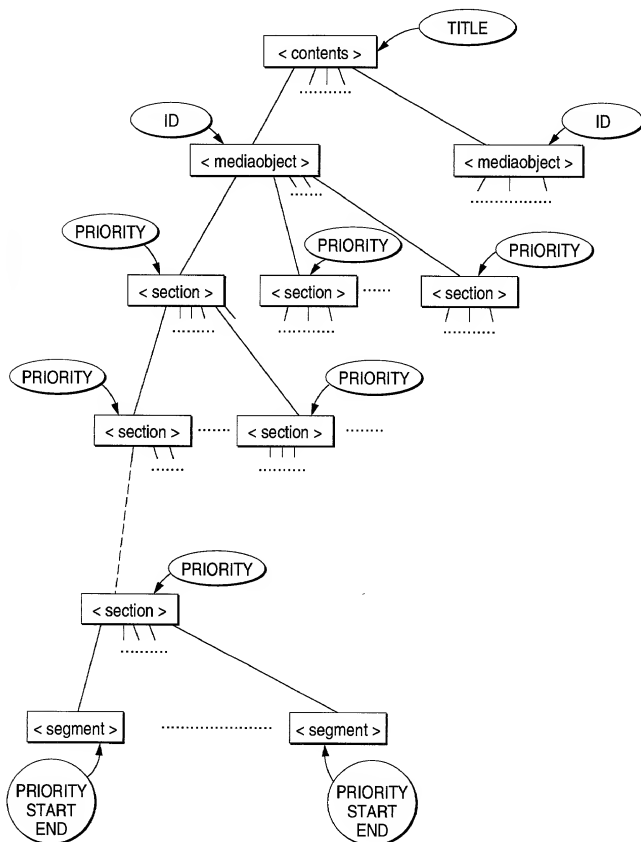 TITLE
< contents >
ID
ID
< mediaobject >
< mediaobject >
PRIORITY
PRIORITY
PRIORITY
< section >
< section >
< section >
PRIORITY
PRIORITY
< section >
< section >
PRIORITY
< section >
< segment >
< segment >
PRIORITY
START
END
PRIORITY
START
END